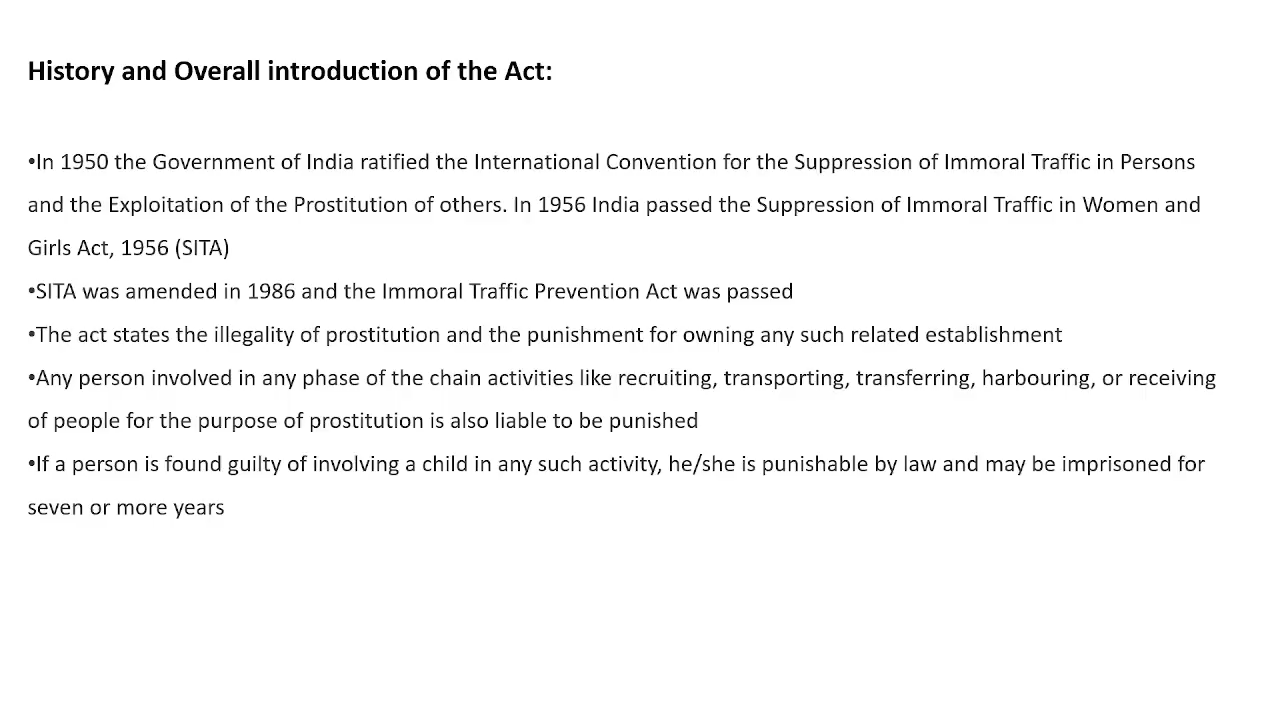 History and Overall introduction of the Act:
•In 1950 the Government of India ratified the International Convention for the Suppression of Immoral Traffic in Persons
and the Exploitation of the Prostitution of others. In 1956 India passed the Suppression of Immoral Traffic in Women and
Girls Act, 1956 (SITA)
•SITA was amended in 1986 and the Immoral Traffic Prevention Act was passed
•The act states the illegality of prostitution and the punishment for owning any such related establishment
•Any person involved in any phase of the chain activities like recruiting, transporting, transferring, harbouring, or receiving
of people for the purpose of prostitution is also liable to be punished
•If a person is found guilty of involving a child in any such activity, he/she is punishable by law and may be imprisoned for
seven or more years